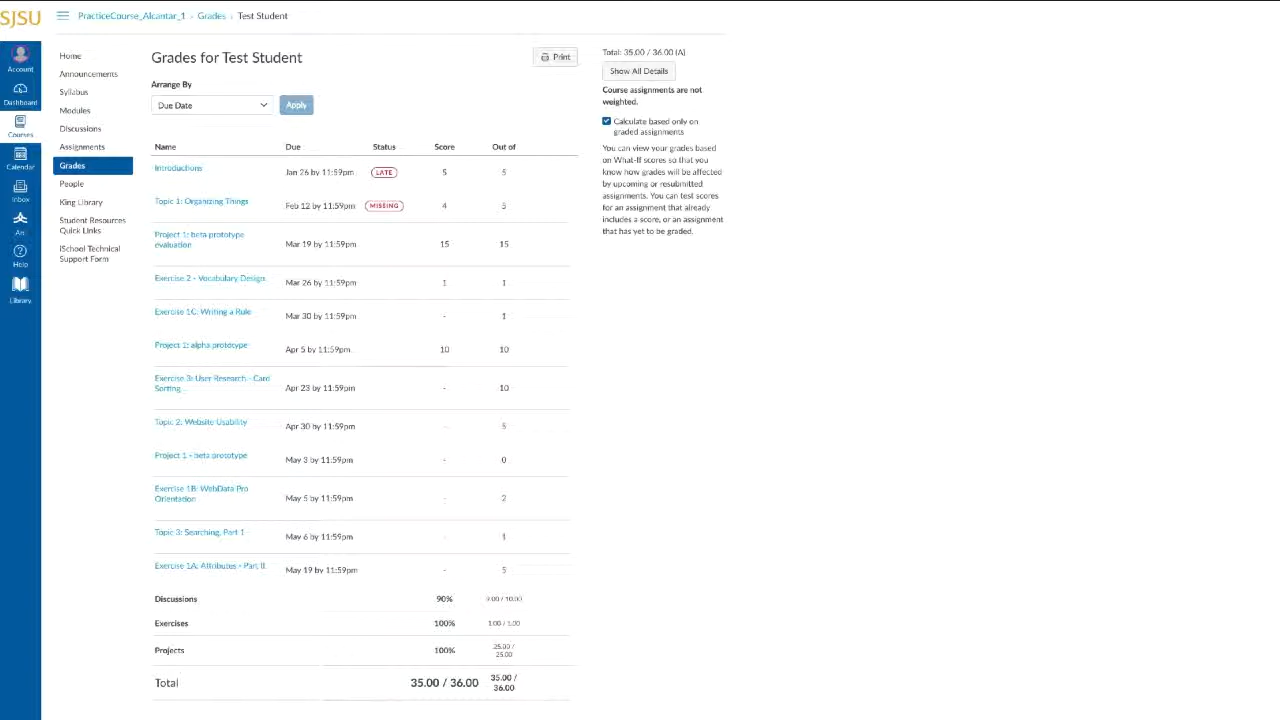 SJSU
PracticeCourse_Alcantar_1 › Grades › Test Student
Account
Dashboard
Courses
Calendar
Inbox
Help
Library
Home
Announcements
Syllabus
Modules
Discussions
Assignments
Grades
People
King Library
Student Resources
Quick Links
iSchool Technical
Support Form
Grades for Test Student
Print
Arrange By
Due Date
Apply
Name Due Status Score Out of
Introductions Jan 26 by 11:59pm LATE 5 5
Topic 1: Organizing Things Feb 12 by 11:59pm MISSING 4 5
Project 1: beta prototype
evaluation Mar 19 by 11:59pm 15 15
Exercise 2 - Vocabulary Design Mar 26 by 11:59pm 1 1
Exercise 1C: Writing a Rule Mar 30 by 11:59pm - 1
Project 1: alpha prototype Apr 5 by 11:59pm 10 10
Exercise 3: User Research - Card
Sorting Apr 23 by 11:59pm - 10
Topic 2: Website Usability Apr 30 by 11:59pm - 5
Project 1 - beta prototype May 3 by 11:59pm - 0
Exercise 1B: WebData Pro
Orientation May 5 by 11:59pm - 2
Topic 3: Searching, Part 1 May 6 by 11:59pm - 1
Exercise 1A: Attributes - Part II May 19 by 11:59pm - 5
Discussions 90% 9.00 / 10.00
Exercises 100% 1.00 / 1.00
Projects 100% 25.00 /
25.00
Total 35.00 / 36.00 35.00 /
36.00
Total: 35.00 / 36.00 (A)
Show All Details
Course assignments are not
weighted.
Calculate based only on
graded assignments
You can view your grades based
on What-If scores so that you
know how grades will be affected
by upcoming or resubmitted
assignments. You can test scores
for an assignment that already
includes a score, or an assignment
that has yet to be graded.